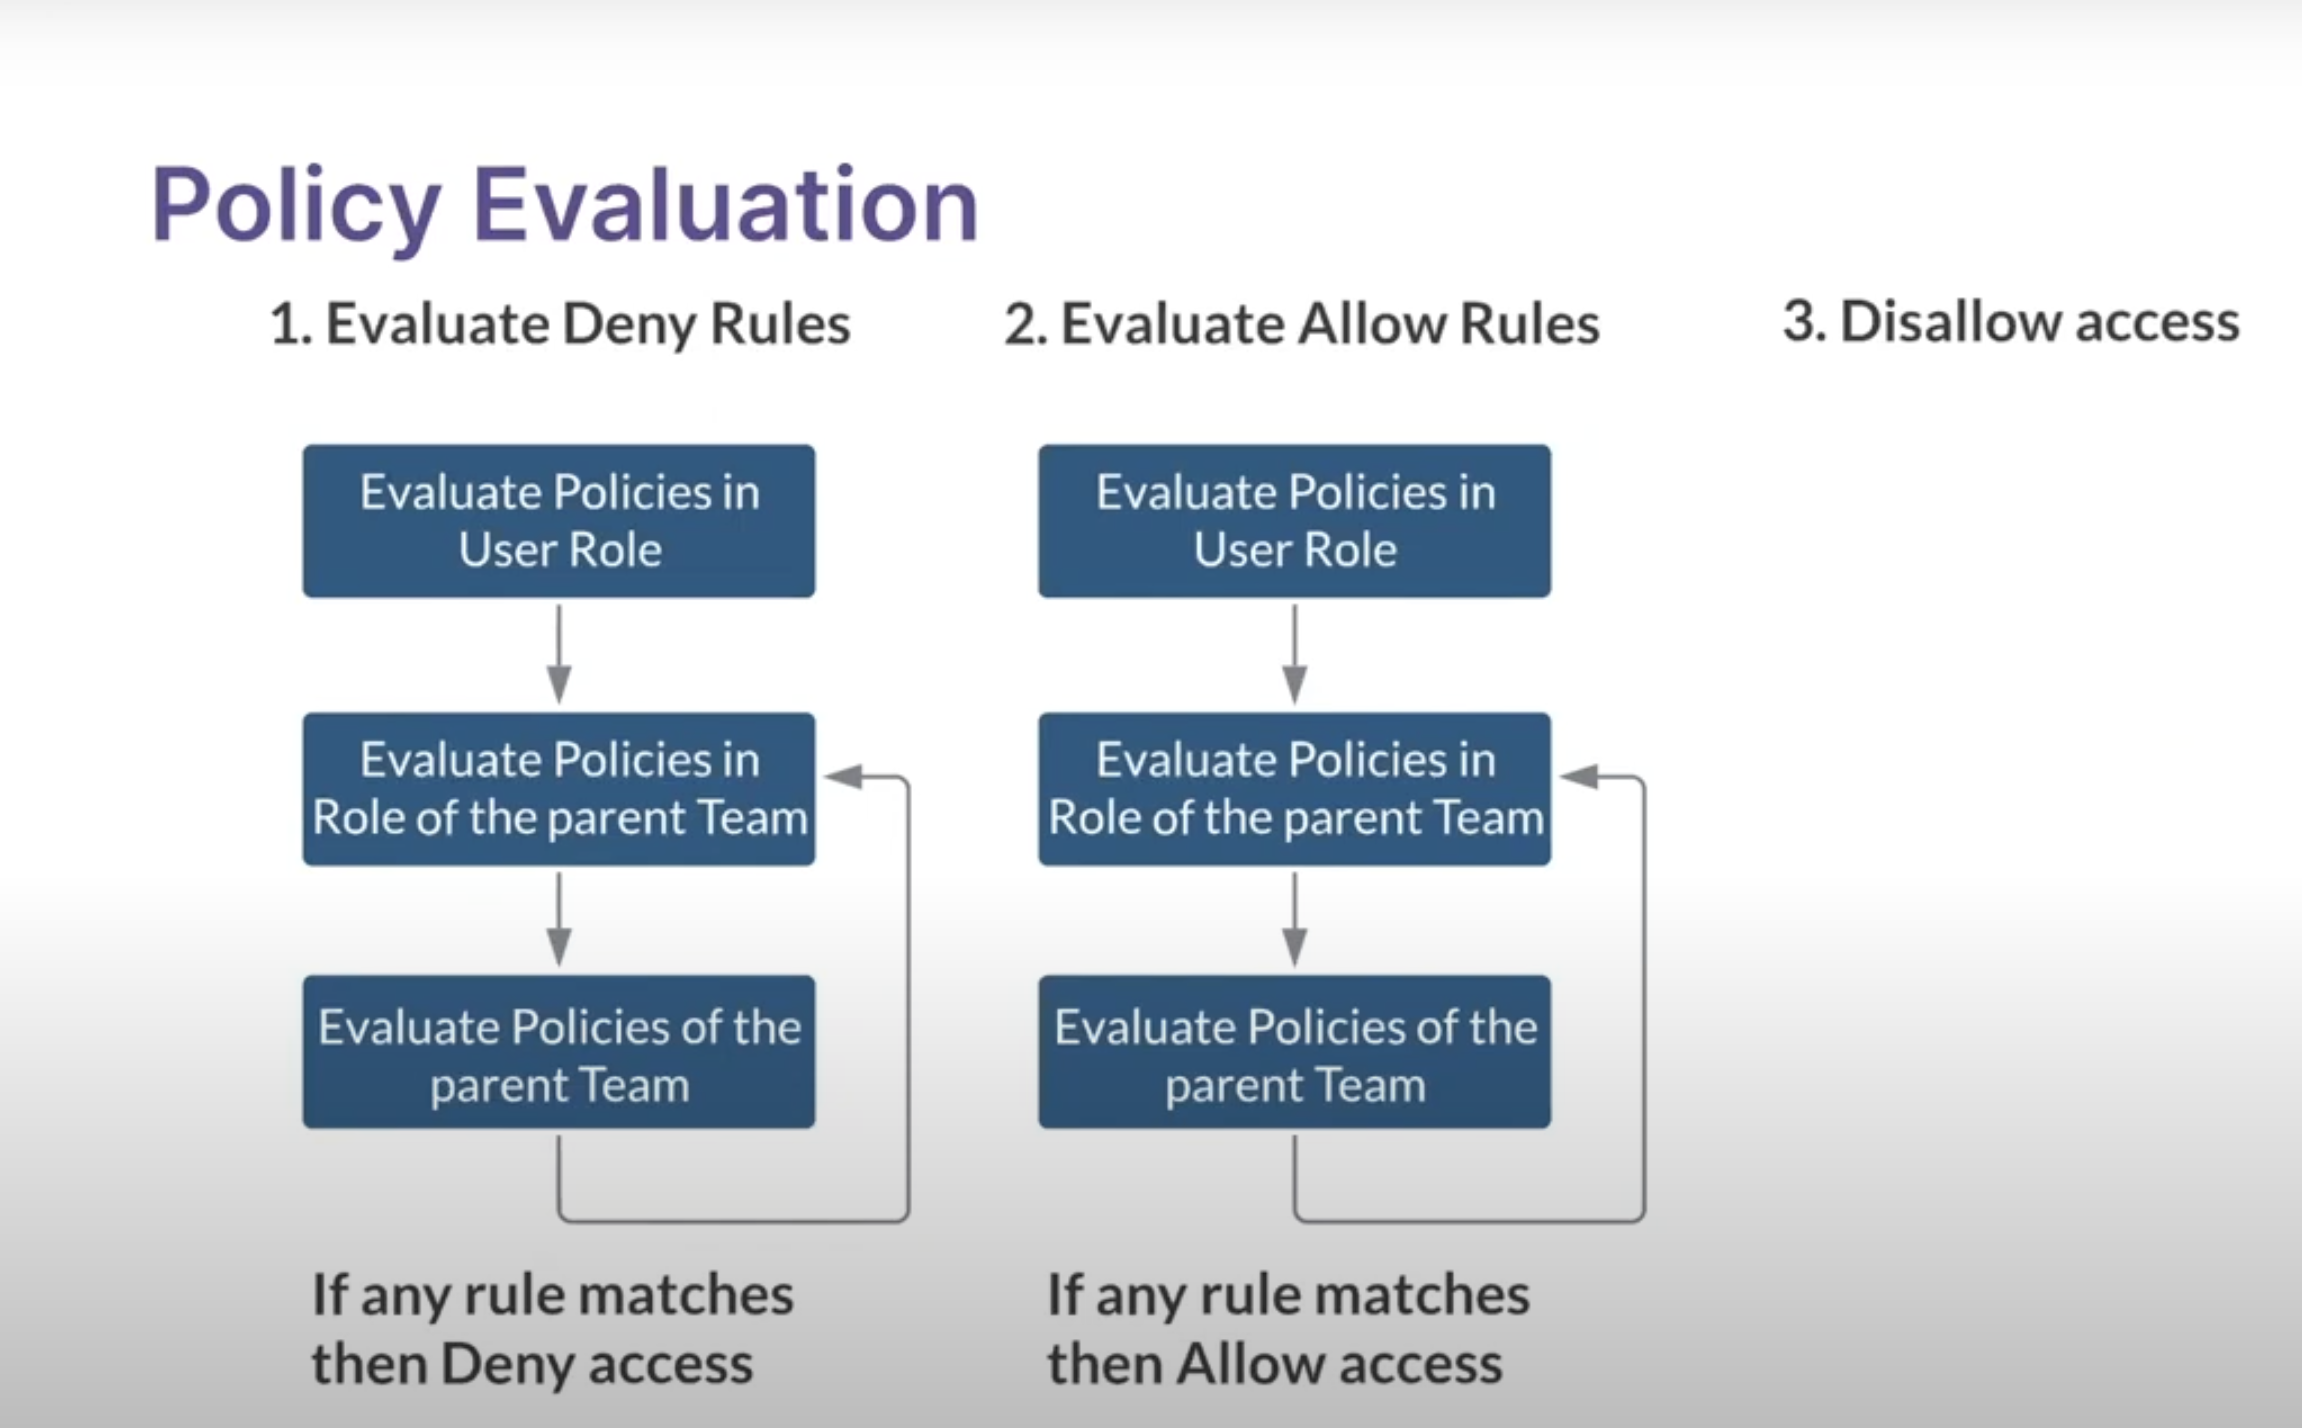 Policy Evaluation
1. Evaluate Deny Rules
Evaluate Policies in
User Role
Evaluate Policies in
Role of the parent Team
Evaluate Policies of the
parent Team
If any rule matches
then Deny access
2. Evaluate Allow Rules
Evaluate Policies in
User Role
Evaluate Policies in
Role of the parent Team
Evaluate Policies of the
parent Team
If any rule matches
then Allow access
3. Disallow access